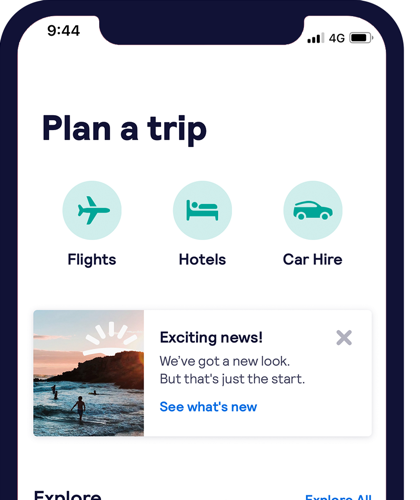 9:44
4G
Plan a trip
Flights
Hotels
Car Hire
Exciting news!
We've got a new look.
But that's just the start.
See what's new
Explore
Explore All